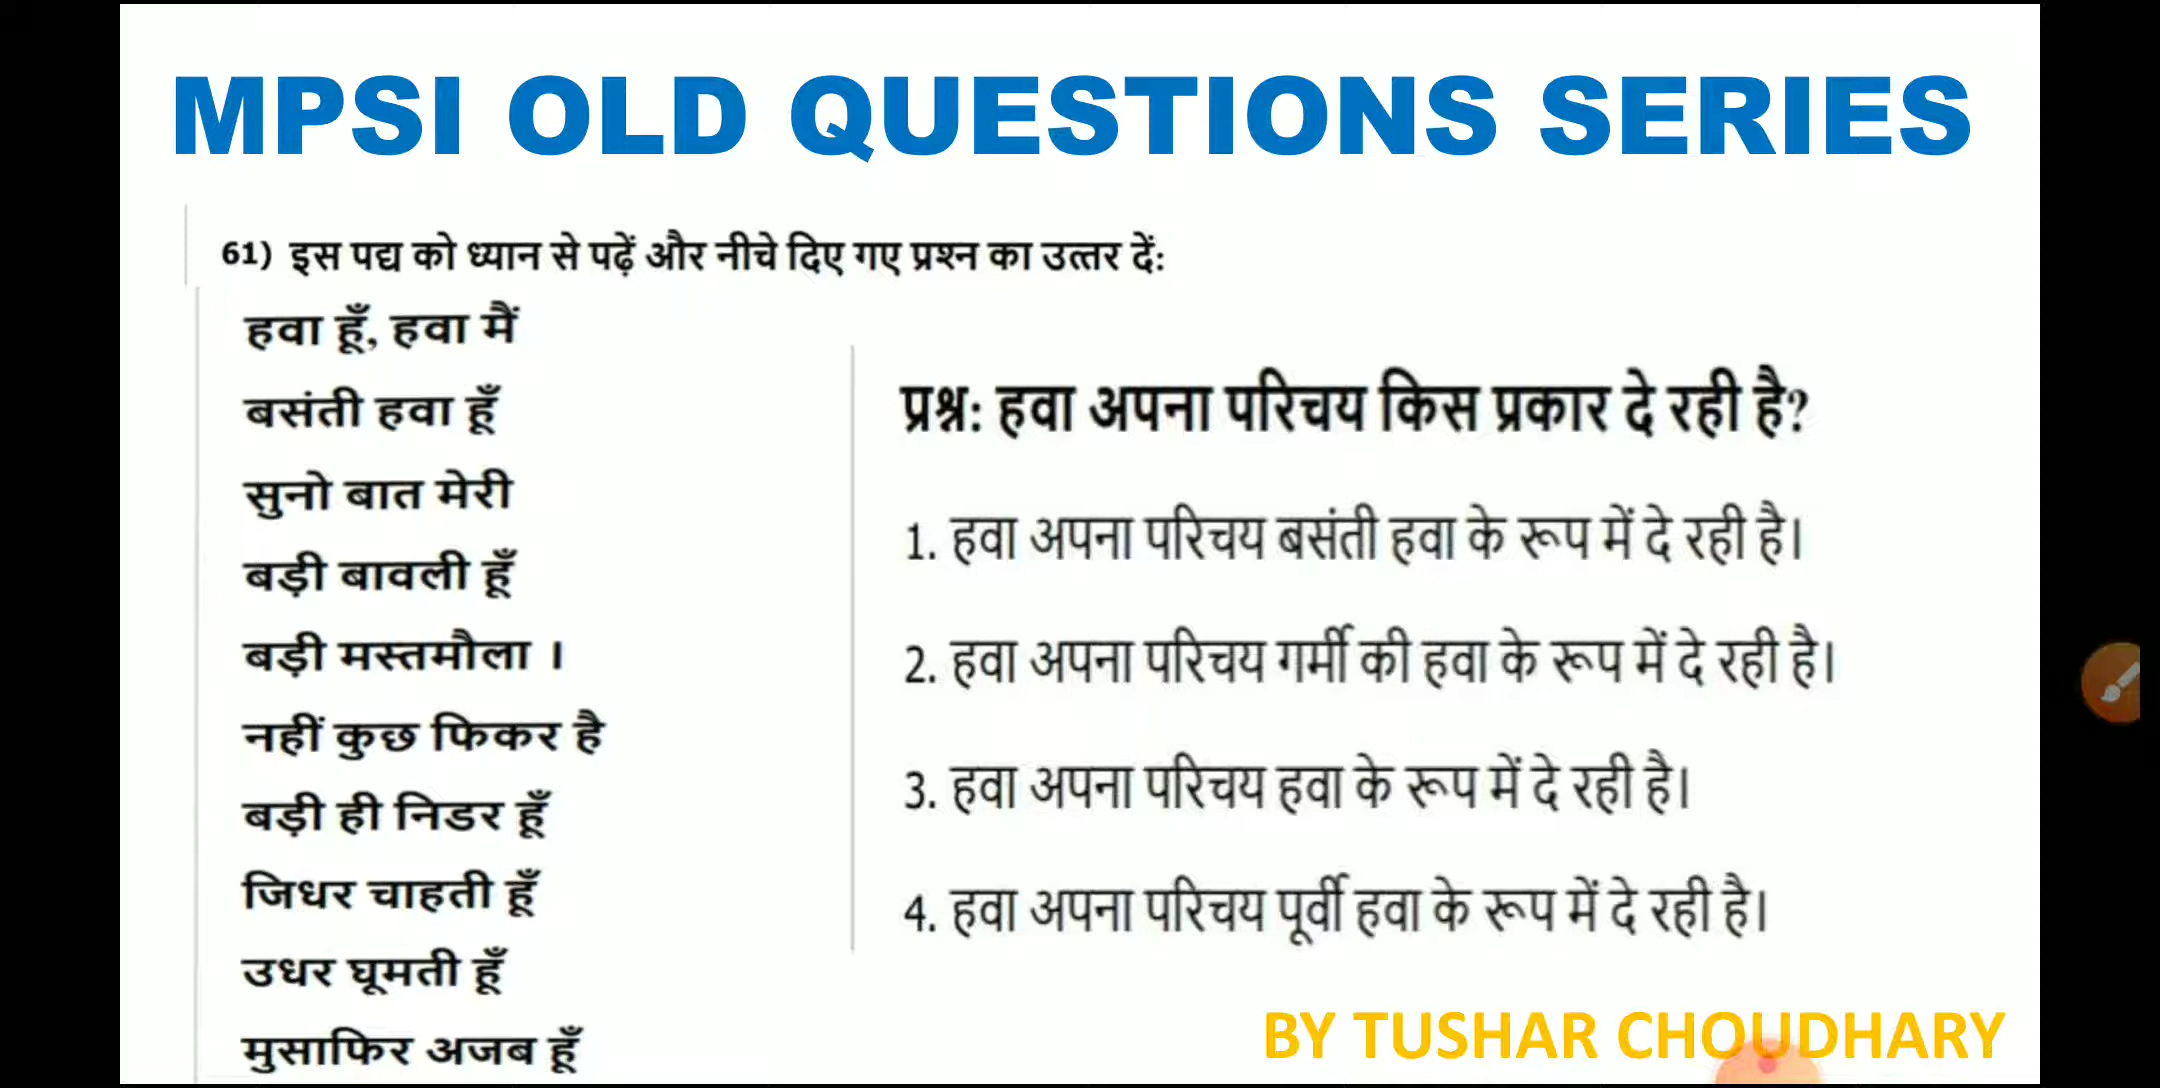 MPSI OLD QUESTIONS SERIES
61) इस पद्य को ध्यान से पढ़ें और नीचे दिए गए प्रश्न का उत्तर दें:
हवा हूँ, हवा मैं
बसंती हवा हूँ
सुनो बात मेरी
बड़ी बावली हूँ
बड़ी मस्तमौला ।
नहीं कुछ फिकर है
बड़ी ही निडर हूँ
जिधर चाहती हूँ
उधर घूमती हूँ
मुसाफिर अजब हूँ
प्रश्न: हवा अपना परिचय किस प्रकार दे रही है?
1. हवा अपना परिचय बसंती हवा के रूप में दे रही है।
2. हवा अपना परिचय गर्मी की हवा के रूप में दे रही है।
3. हवा अपना परिचय हवा के रूप में दे रही है।
4. हवा अपना परिचय पूर्वी हवा के रूप में दे रही है।
BY TUSHAR CHOUDHARY